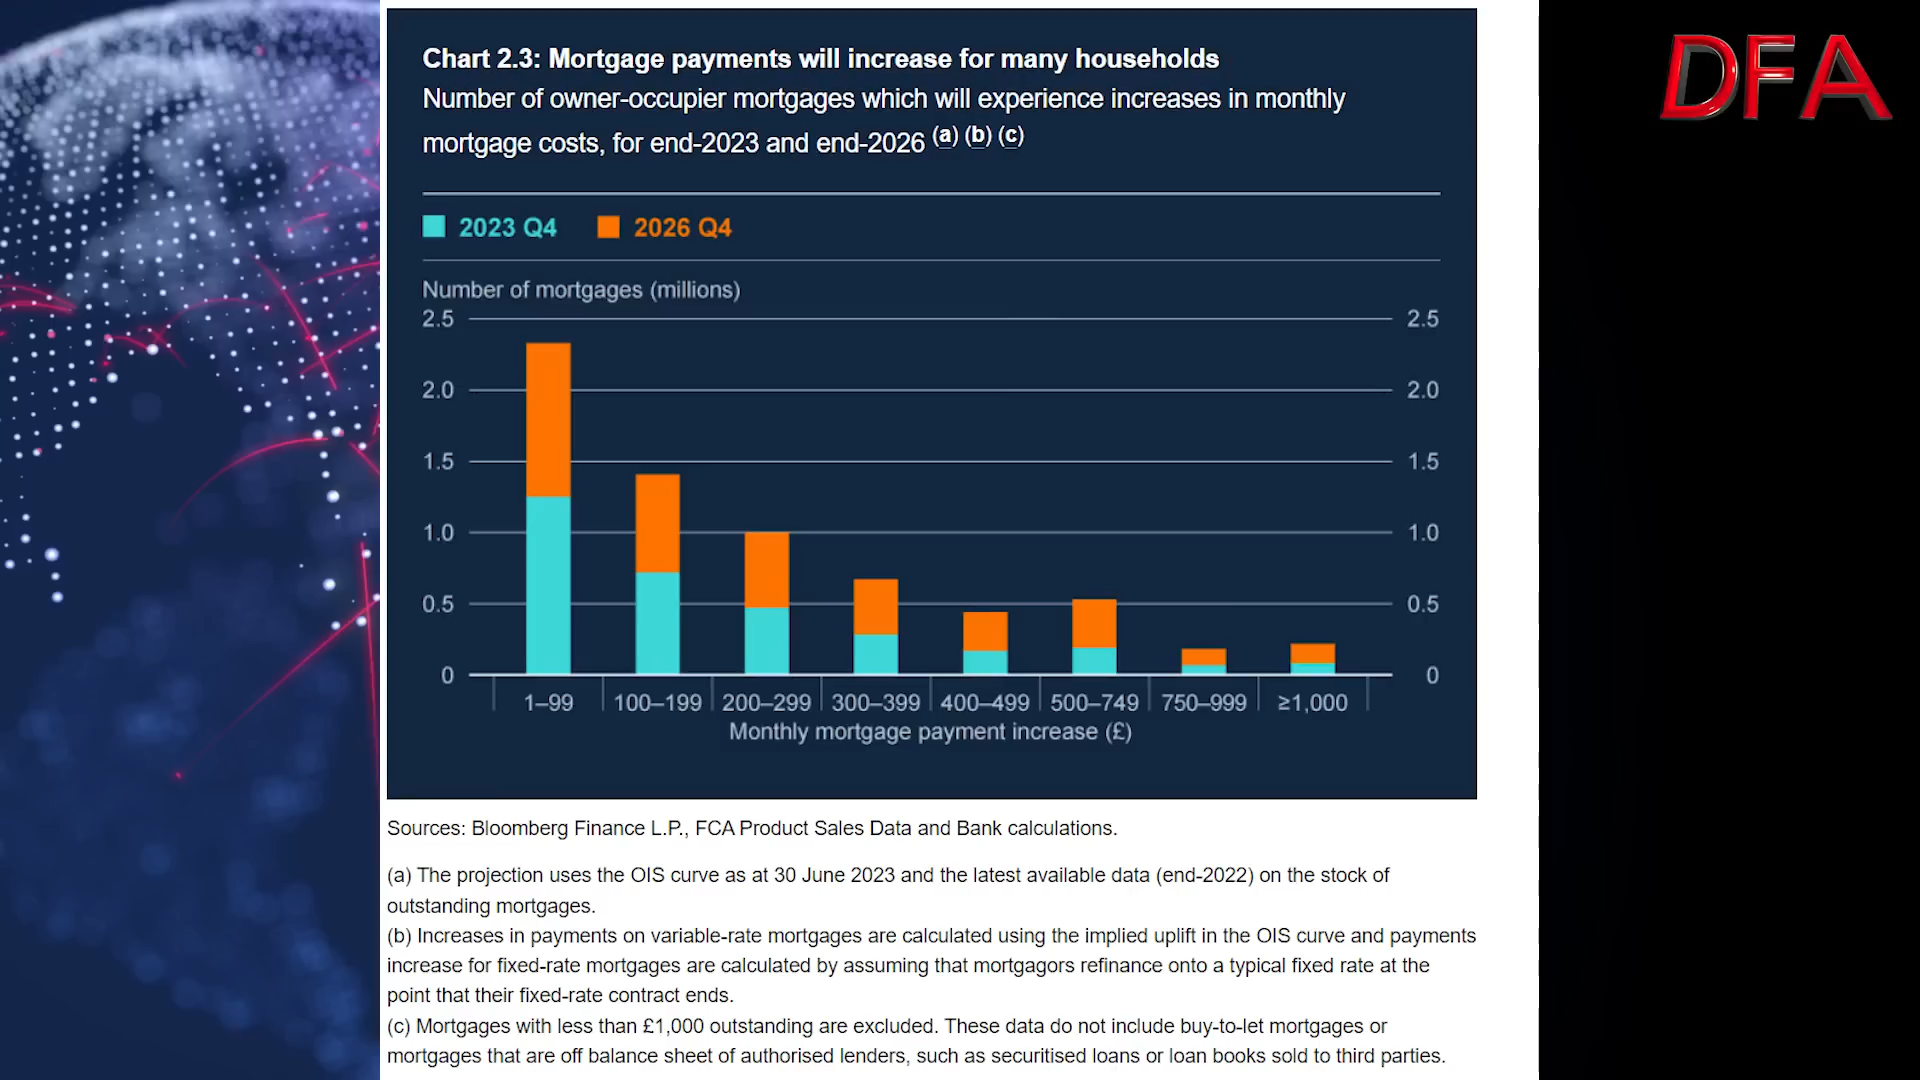 DFA
Chart 2.3: Mortgage payments will increase for many households
Number of owner-occupier mortgages which will experience increases in monthly
mortgage costs, for end-2023 and end-2026 (a) (b) (c)
2023 Q4 2026 Q4
Number of mortgages (millions)
2.5 2.5
2.0 2.0
1.5 1.5
1.0 1.0
0.5 0.5
0 0
1–99 100–199 200–299 300–399 400–499 500–749 750–999 ≥1,000
Monthly mortgage payment increase (£)
Sources: Bloomberg Finance L.P., FCA Product Sales Data and Bank calculations.
(a) The projection uses the OIS curve as at 30 June 2023 and the latest available data (end-2022) on the stock of
outstanding mortgages.
(b) Increases in payments on variable-rate mortgages are calculated using the implied uplift in the OIS curve and payments
increase for fixed-rate mortgages are calculated by assuming that mortgagors refinance onto a typical fixed rate at the
point that their fixed-rate contract ends.
(c) Mortgages with less than £1,000 outstanding are excluded. These data do not include buy-to-let mortgages or
mortgages that are off balance sheet of authorised lenders, such as securitised loans or loan books sold to third parties.